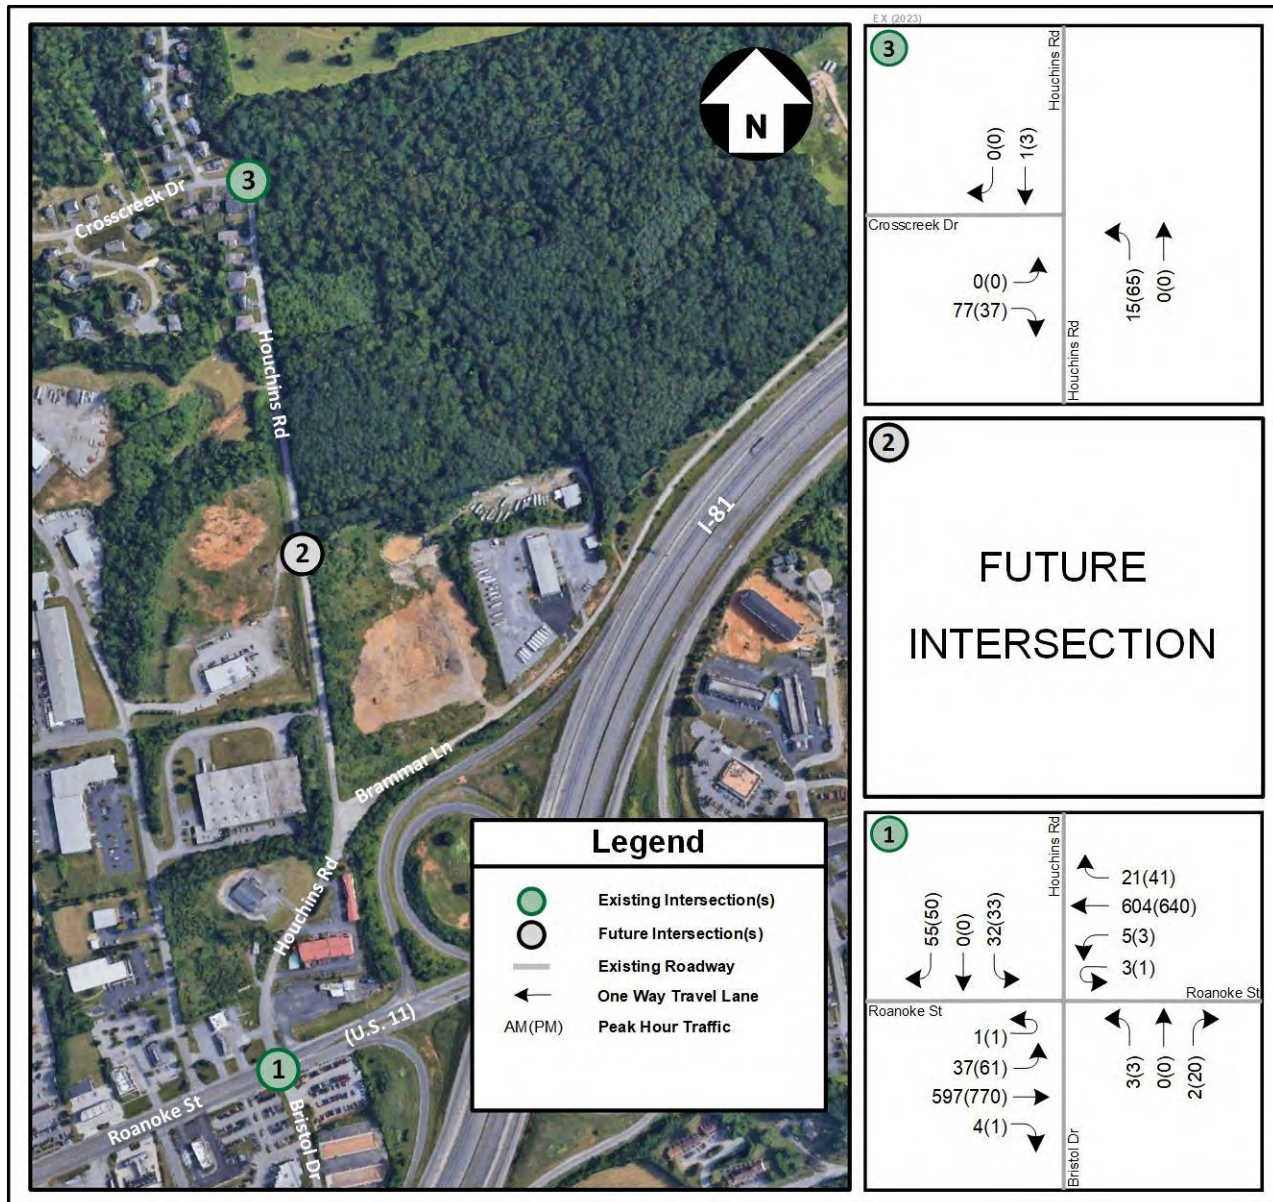 N
3
Crosscreek Dr
Houchins Rd
I-81
2
Brammar Ln
Houchins Rd
(U.S. 11)
1
Roanoke St
Bristol Dr
Legend
Existing Intersection(s)
Future Intersection(s)
Existing Roadway
One Way Travel Lane
AM(PM) Peak Hour Traffic
EX (2023)
3
Houchins Rd
0(0)
1(3)
Crosscreek Dr
0(0)
77(37)
15(65)
0(0)
Houchins Rd
2
FUTURE
INTERSECTION
1
Houchins Rd
55(50)
0(0)
32(33)
21(41)
604(640)
5(3)
3(1)
Roanoke St
Roanoke St
1(1)
37(61)
597(770)
4(1)
3(3)
0(0)
2(20)
Bristol Dr